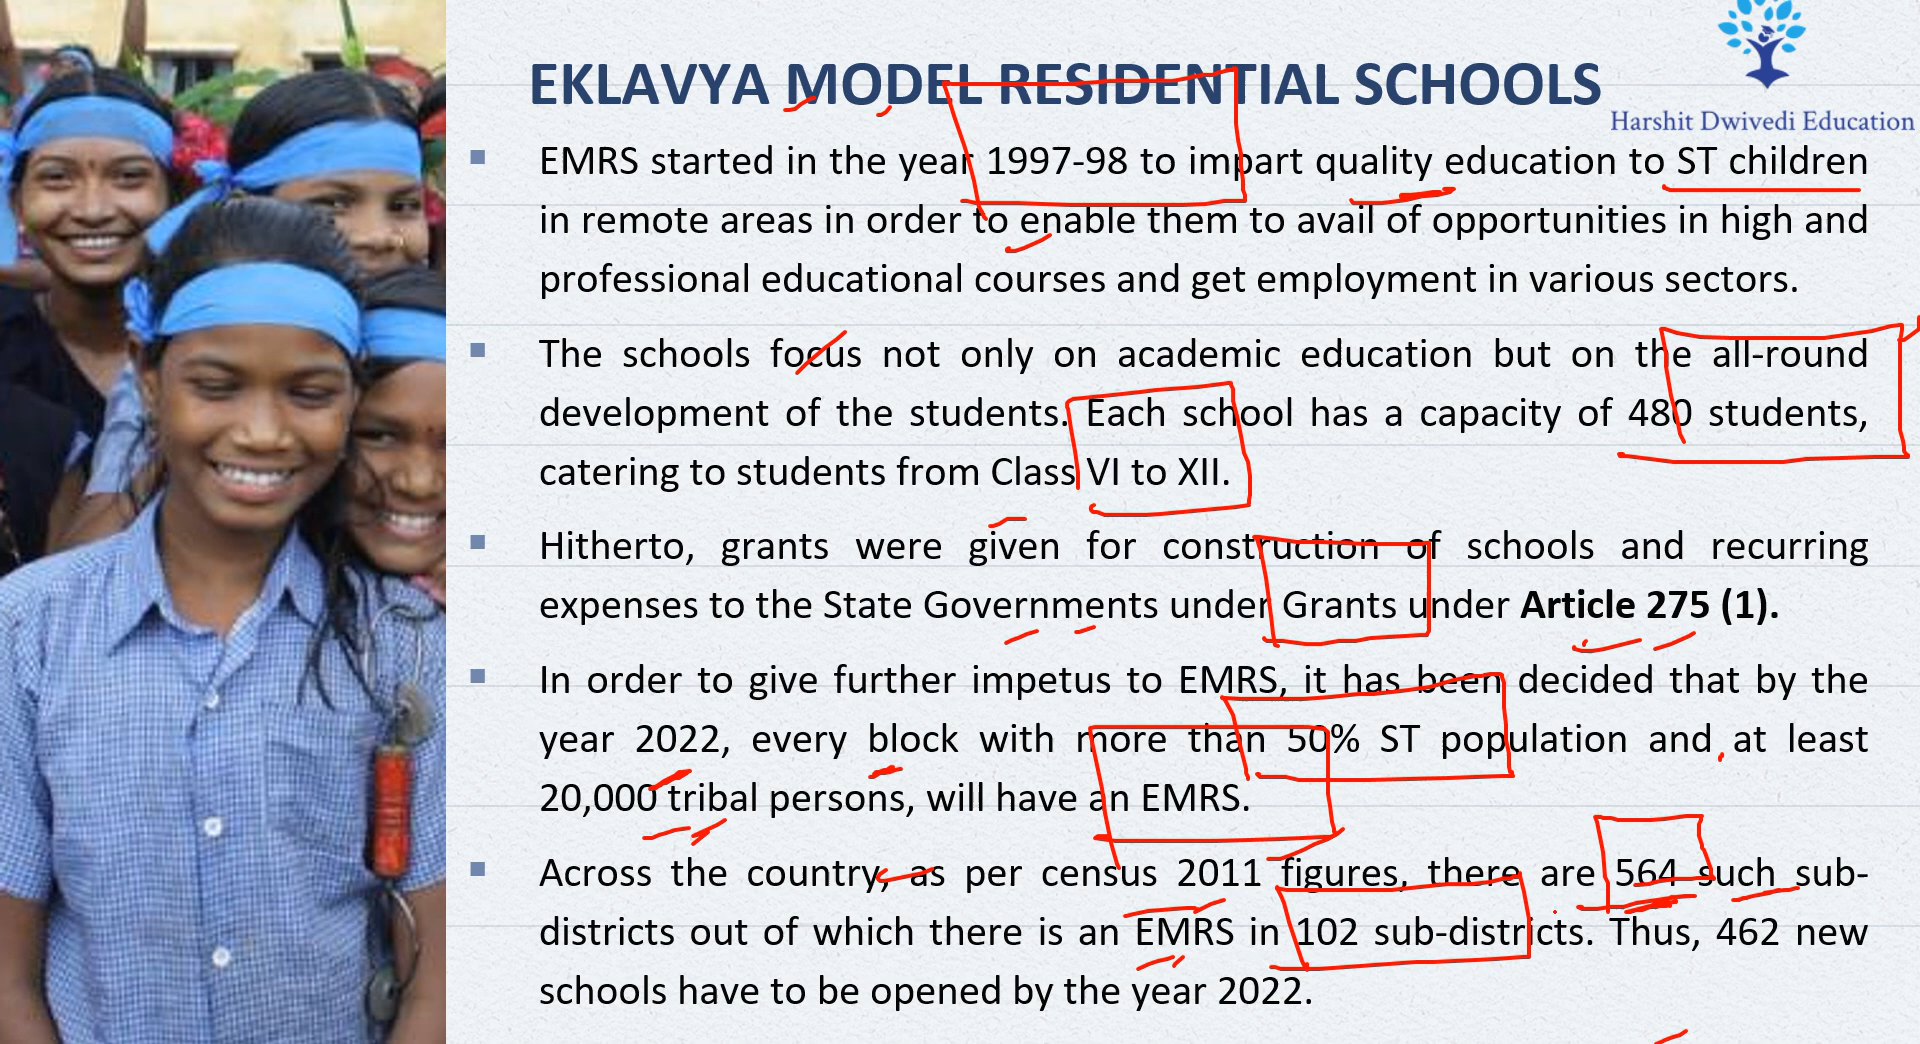 EKLAVYA MODEL RESIDENTIAL SCHOOLS
Harshit Dwivedi Education
▪ EMRS started in the year 1997-98 to impart quality education to ST children
in remote areas in order to enable them to avail of opportunities in high and
professional educational courses and get employment in various sectors.
▪ The schools focus not only on academic education but on the all-round
development of the students. Each school has a capacity of 480 students,
catering to students from Class VI to XII.
▪ Hitherto, grants were given for construction of schools and recurring
expenses to the State Governments under Grants under Article 275 (1).
▪ In order to give further impetus to EMRS, it has been decided that by the
year 2022, every block with more than 50% ST population and at least
20,000 tribal persons, will have an EMRS.
▪ Across the country, as per census 2011 figures, there are 564 such sub-
districts out of which there is an EMRS in 102 sub-districts. Thus, 462 new
schools have to be opened by the year 2022.